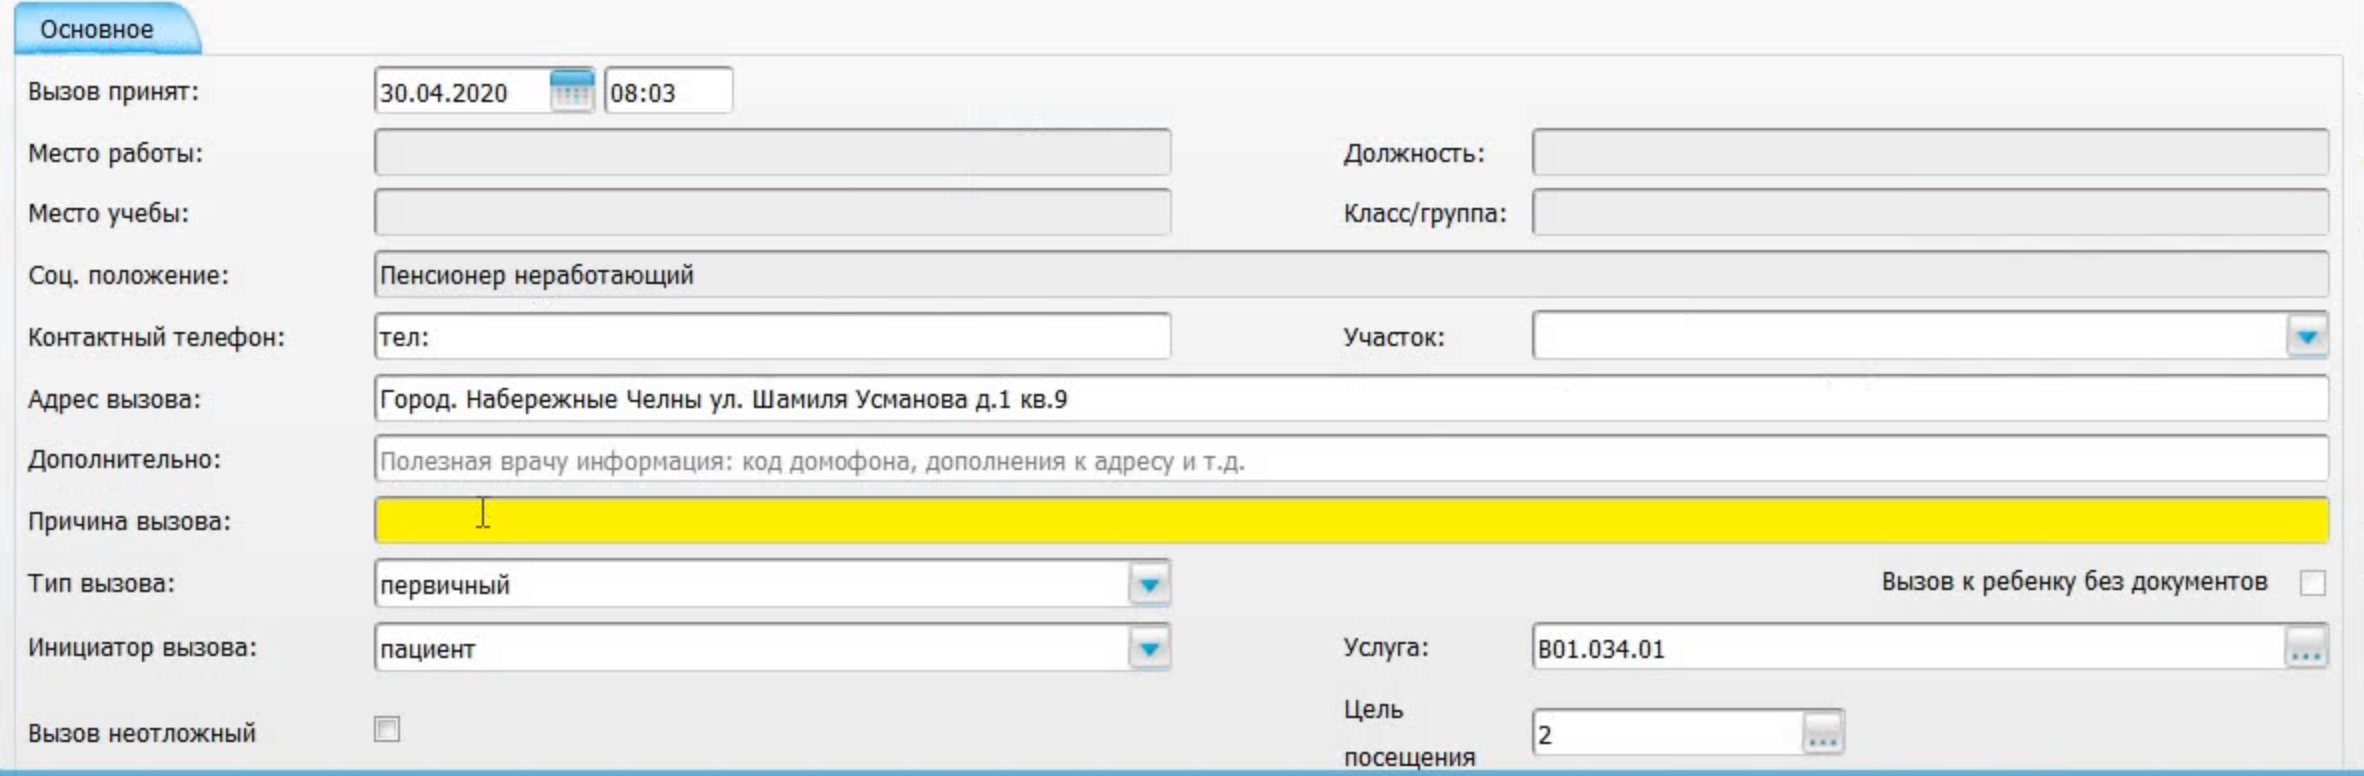 Основное
Вызов принят: 30.04.2020 08:03
Место работы: Должность:
Место учебы: Класс/группа:
Соц. положение: Пенсионер неработающий
Контактный телефон: тел: Участок:
Адрес вызова: Город. Набережные Челны ул. Шамиля Усманова д.1 кв.9
Дополнительно: Полезная врачу информация: код домофона, дополнения к адресу и т.д.
Причина вызова:
Тип вызова: первичный Вызов к ребенку без документов
Инициатор вызова: пациент Услуга: B01.034.01 ...
Вызов неотложный Цель посещения 2 ...